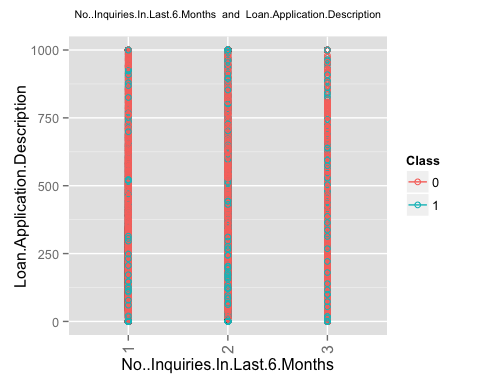 No..Inquiries.In.Last.6.Months and Loan.Application.Description
1000
750
500
250
0
Loan.Application.Description
1
2
3
No..Inquiries.In.Last.6.Months
Class
0
1